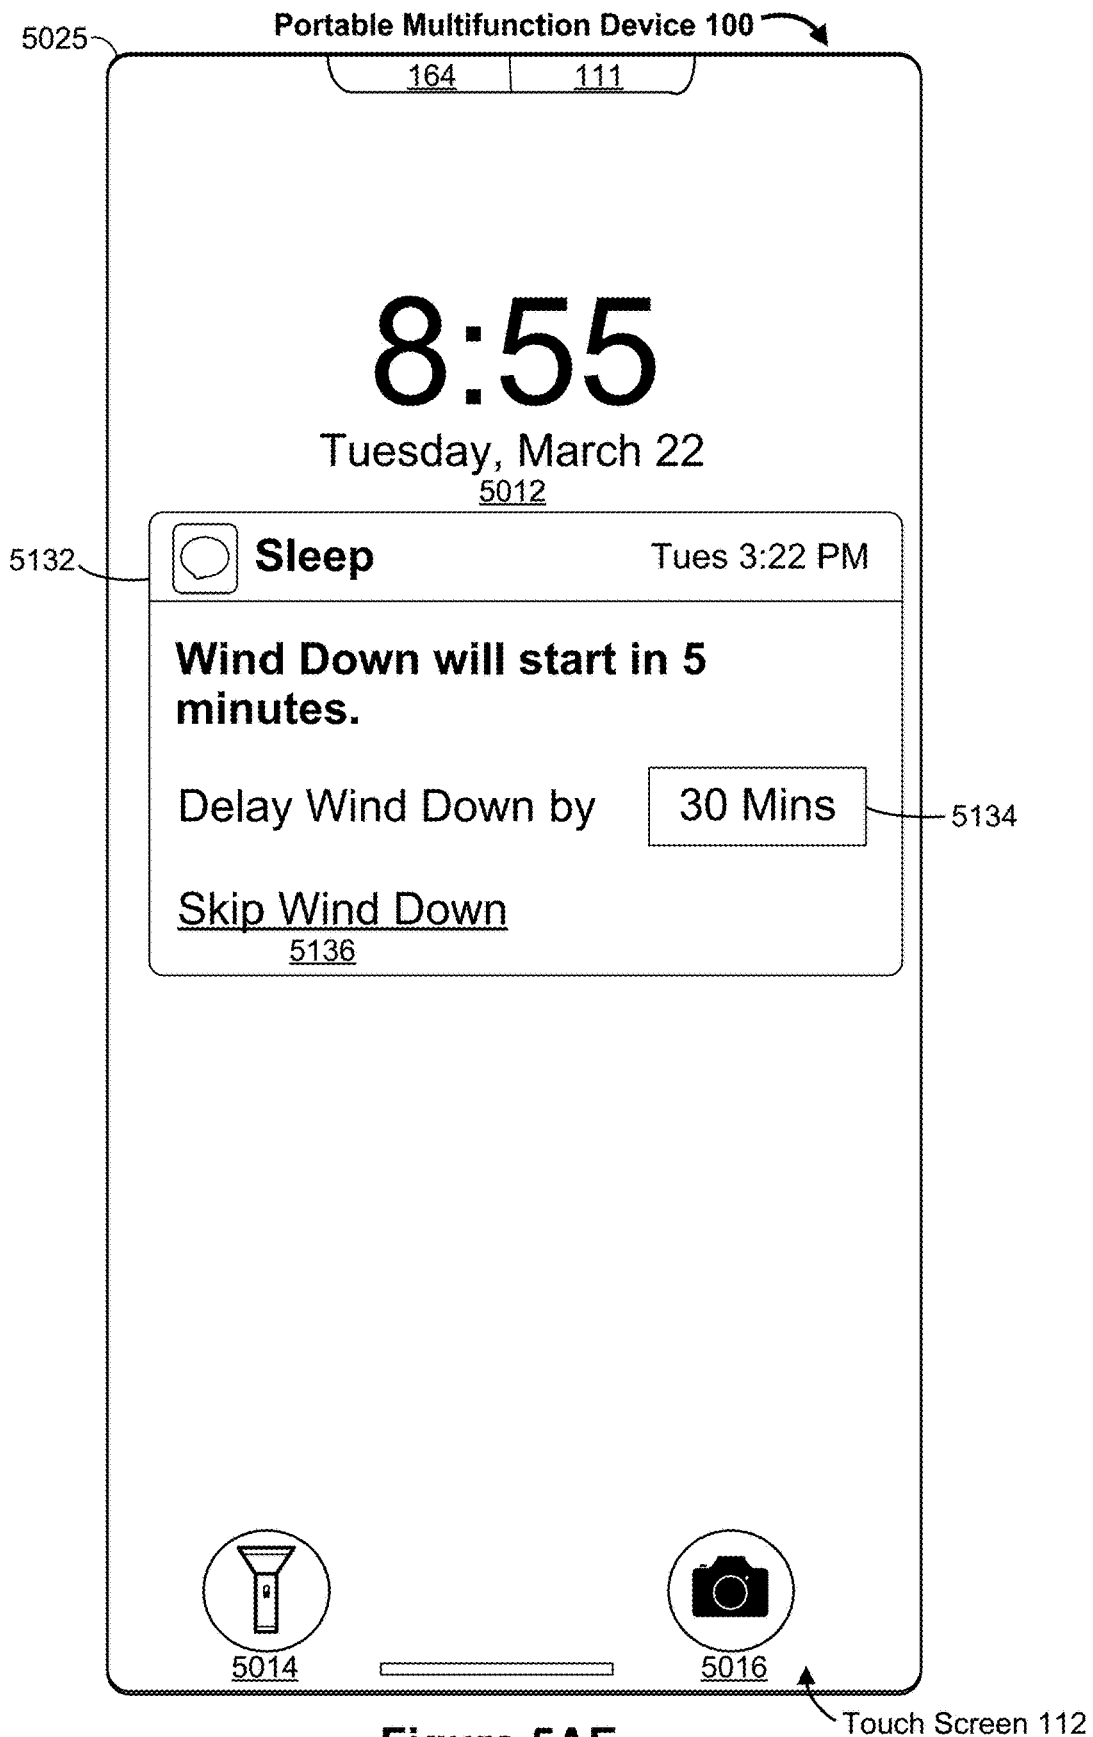 Portable Multifunction Device 100
5025
164 111
8:55
Tuesday, March 22
5012
5132
Sleep Tues 3:22 PM
Wind Down will start in 5
minutes.
Delay Wind Down by 30 Mins
5134
Skip Wind Down
5136
5014 5016
Touch Screen 112